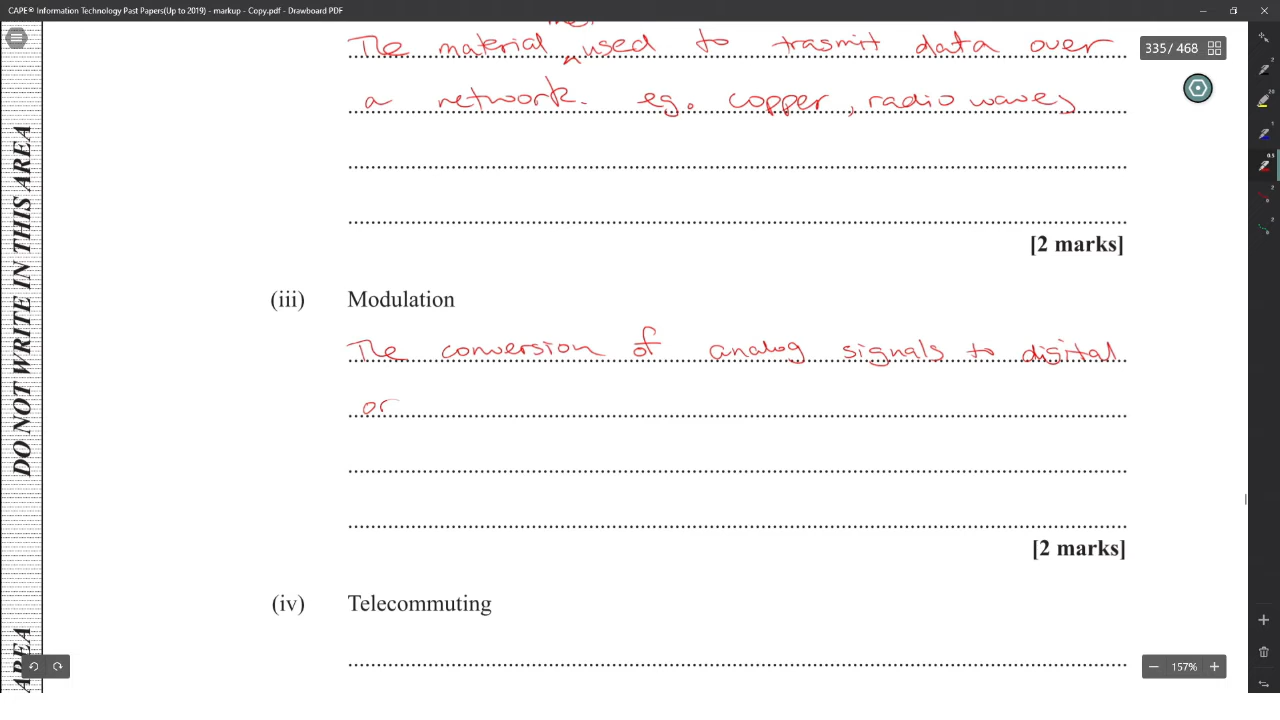 CAPE® Information Technology Past Papers(Up to 2019) - markup - Copy.pdf - Drawboard PDF
335 / 468
The material used to trasmit data over
a network. eg. copper, radio waves
[2 marks]
(iii) Modulation
The conversion of analog signals to digital
or
[2 marks]
(iv) Telecommuting
157%
DO NOT WRITE IN THIS AREA
AREA